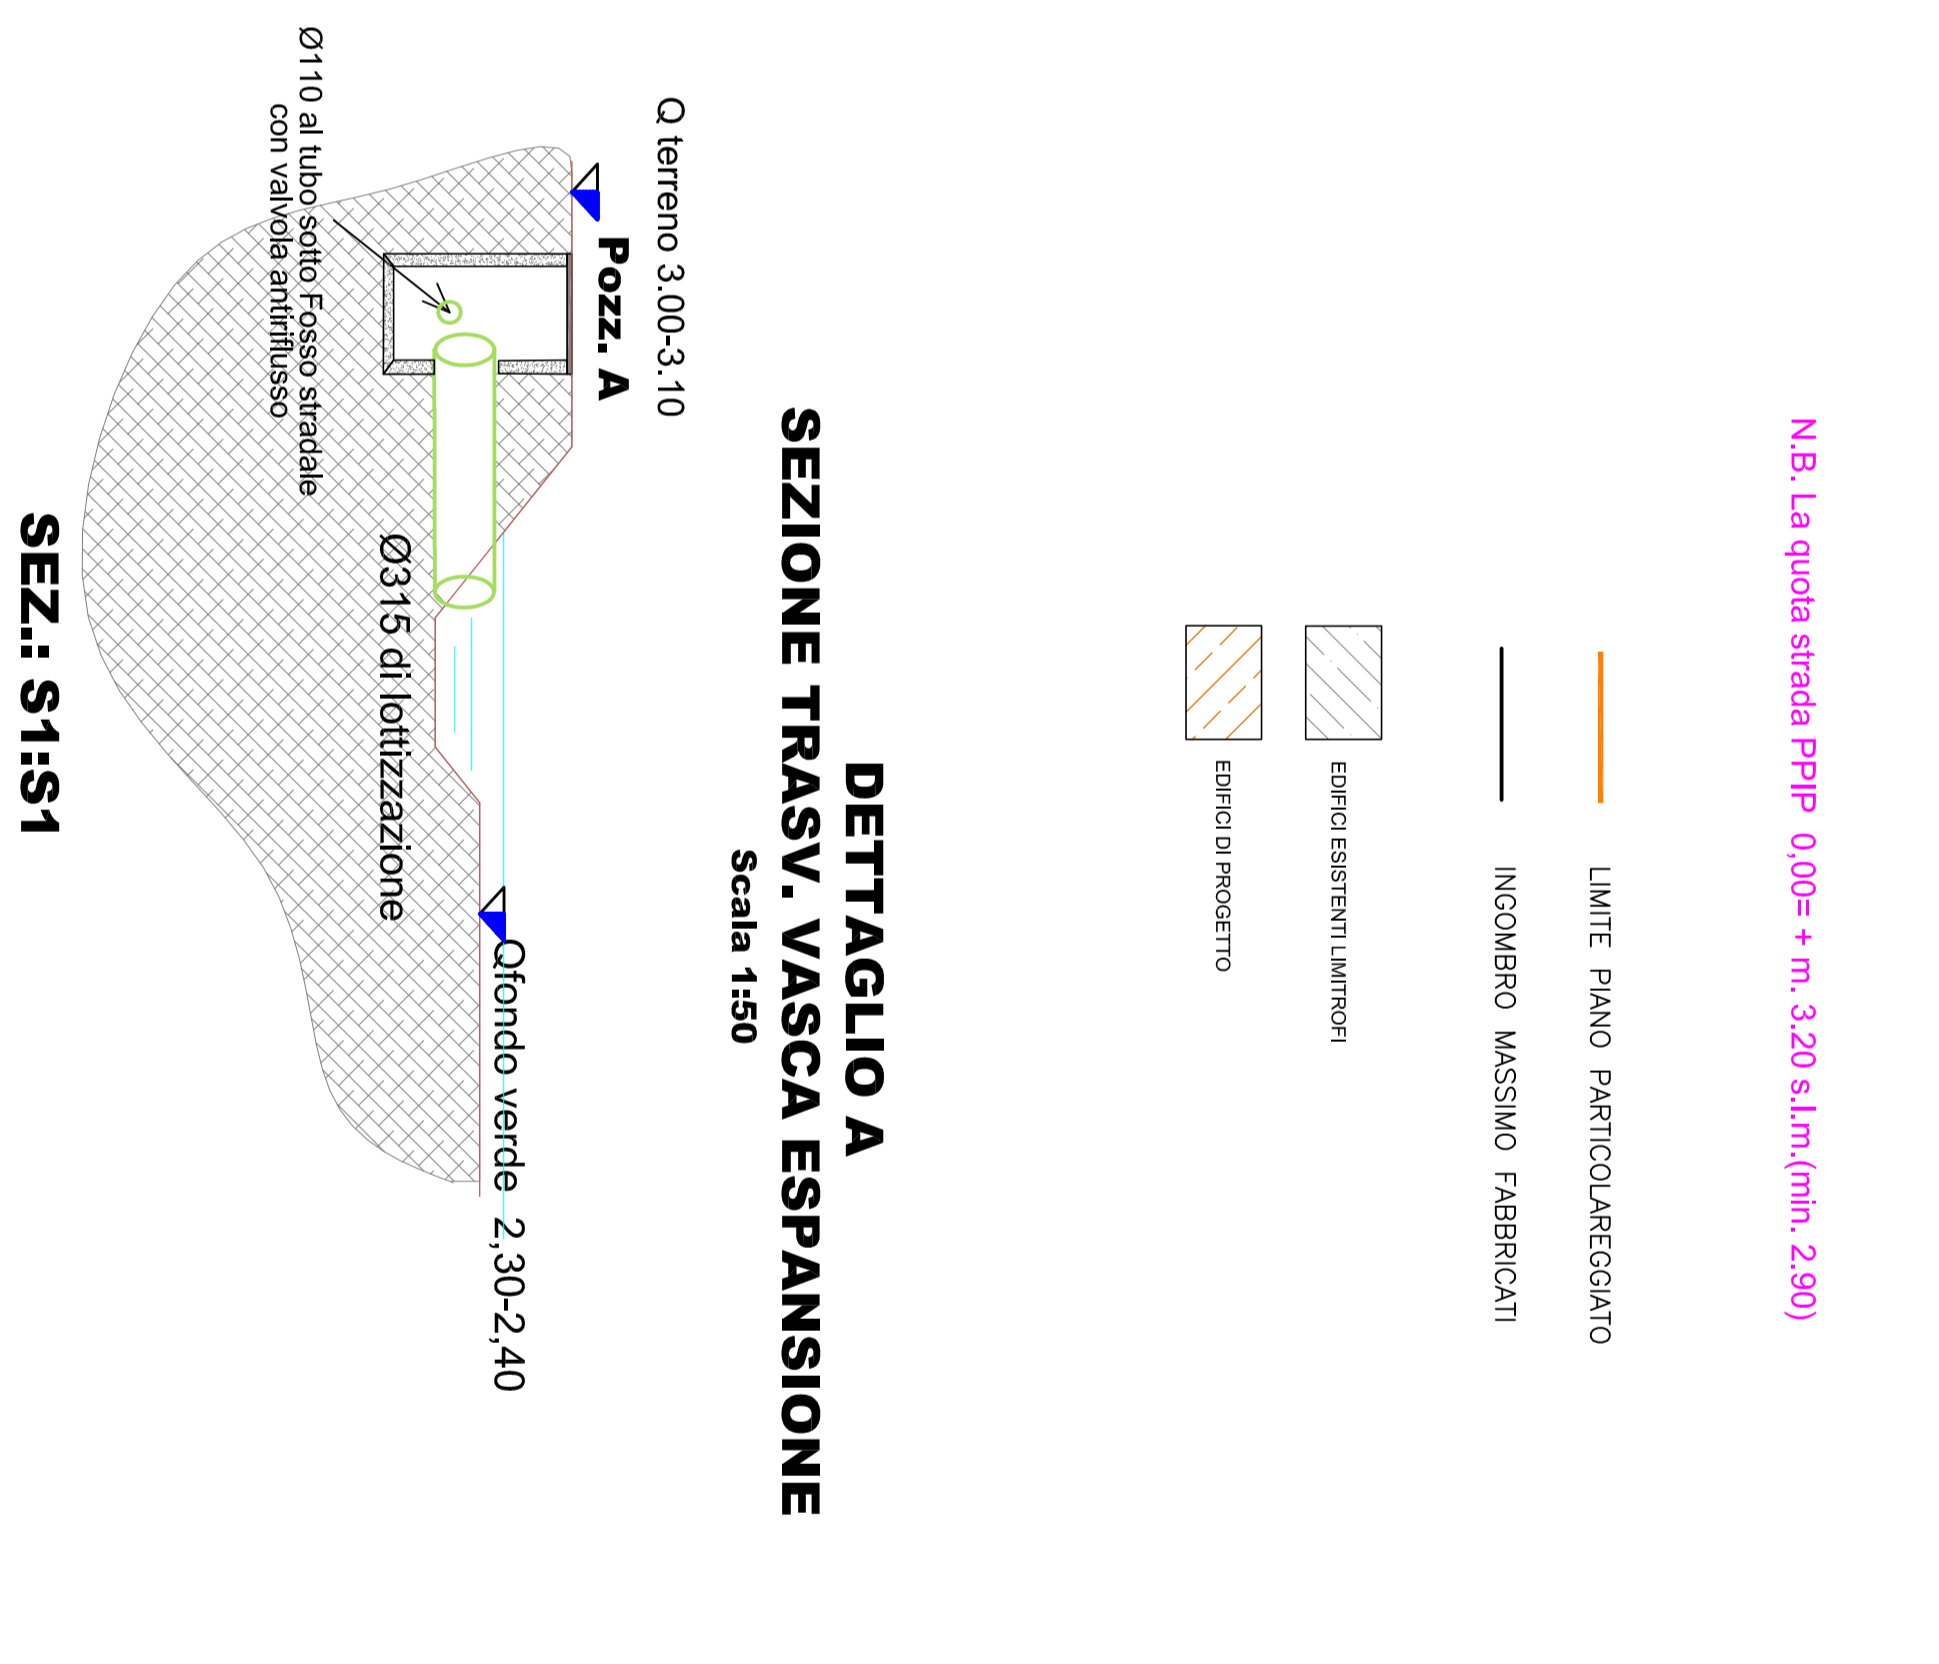 N.B. La quota strada PPIP 0,00= + m. 3.20 s.l.m.(min. 2.90)
LIMITE PIANO PARTICOLAREGGIATO
INGOMBRO MASSIMO FABBRICATI
EDIFICI ESISTENTI LIMITROFI
EDIFICI DI PROGETTO
DETTAGLIO A
SEZIONE TRASV. VASCA ESPANSIONE
Scala 1:50
Q terreno 3.00-3.10
Pozz. A
Qfondo verde 2,30-2,40
Ø315 di lottizzazione
Ø110 al tubo sotto Fosso stradale
con valvola antiriflusso
SEZ.: S1:S1